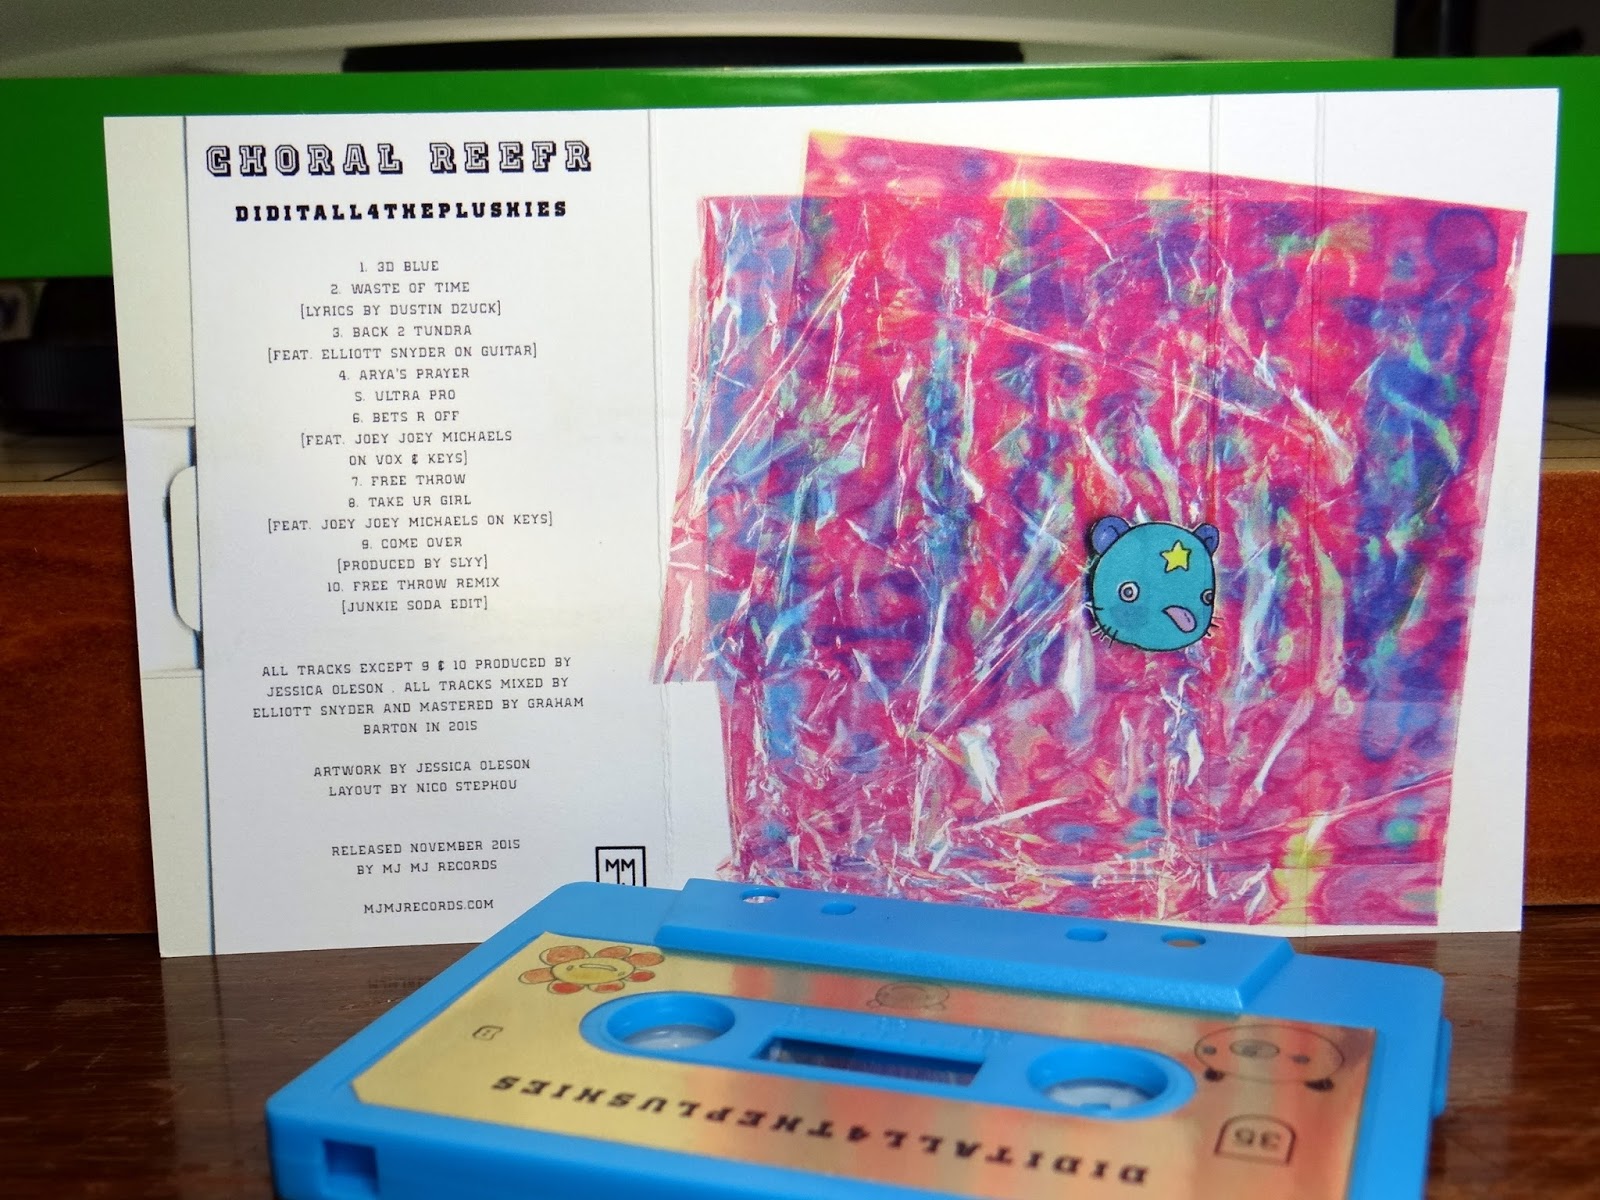 CHORAL REEFR
DIDITALL4THEPLUSHIES
1. 3D BLUE
2. WASTE OF TIME
[LYRICS BY DUSTIN DZUCK]
3. BACK 2 TUNDRA
[FEAT. ELLIOTT SNYDER ON GUITAR]
4. ARYA'S PRAYER
5. ULTRA PRO
6. BETS R OFF
[FEAT. JOEY JOEY MICHAELS
ON VOX & KEYS]
7. FREE THROW
8. TAKE UR GIRL
[FEAT. JOEY JOEY MICHAELS ON KEYS]
9. COME OVER
[PRODUCED BY SLYY]
10. FREE THROW REMIX
[JUNKIE SODA EDIT]
ALL TRACKS EXCEPT 9 & 10 PRODUCED BY
JESSICA OLESON . ALL TRACKS MIXED BY
ELLIOTT SNYDER AND MASTERED BY GRAHAM
BARTON IN 2015
ARTWORK BY JESSICA OLESON
LAYOUT BY NICO STEPHOU
RELEASED NOVEMBER 2015
BY MJ MJ RECORDS
MJMJRECORDS.COM
MM
J
B
DIDITALL4THEPLUSHIES
35